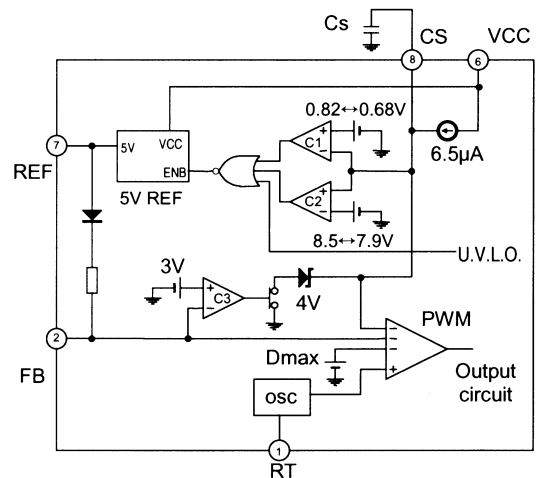 Cs
CS
VCC
8
6
0.82↔0.68V
7
5V
VCC
C1
+
−
6.5µA
REF
ENB
5V REF
C2
+
−
8.5↔7.9V
U.V.L.O.
3V
C3
+
−
4V
PWM
2
−
−
−
+
FB
Dmax
Output
circuit
OSC
1
RT